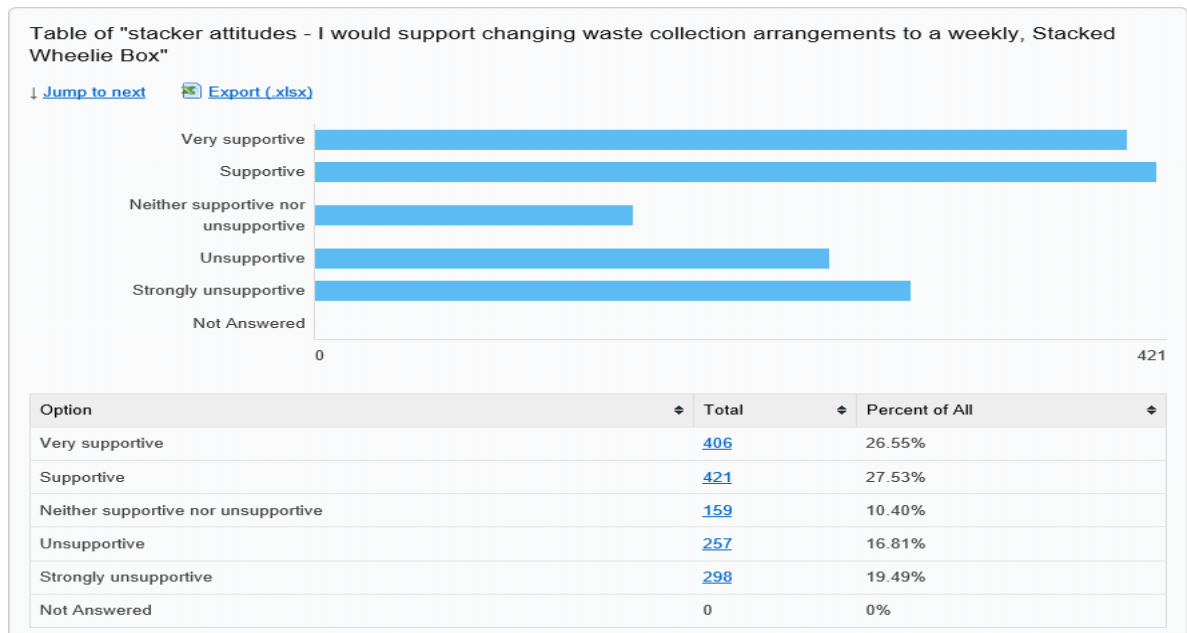 Table of "stacker attitudes - I would support changing waste collection arrangements to a weekly, Stacked
Wheelie Box"
↓ Jump to next Export (.xlsx)
Very supportive
Supportive
Neither supportive nor
unsupportive
Unsupportive
Strongly unsupportive
Not Answered
0 421
Option Total Percent of All
Very supportive 406 26.55%
Supportive 421 27.53%
Neither supportive nor unsupportive 159 10.40%
Unsupportive 257 16.81%
Strongly unsupportive 298 19.49%
Not Answered 0 0%